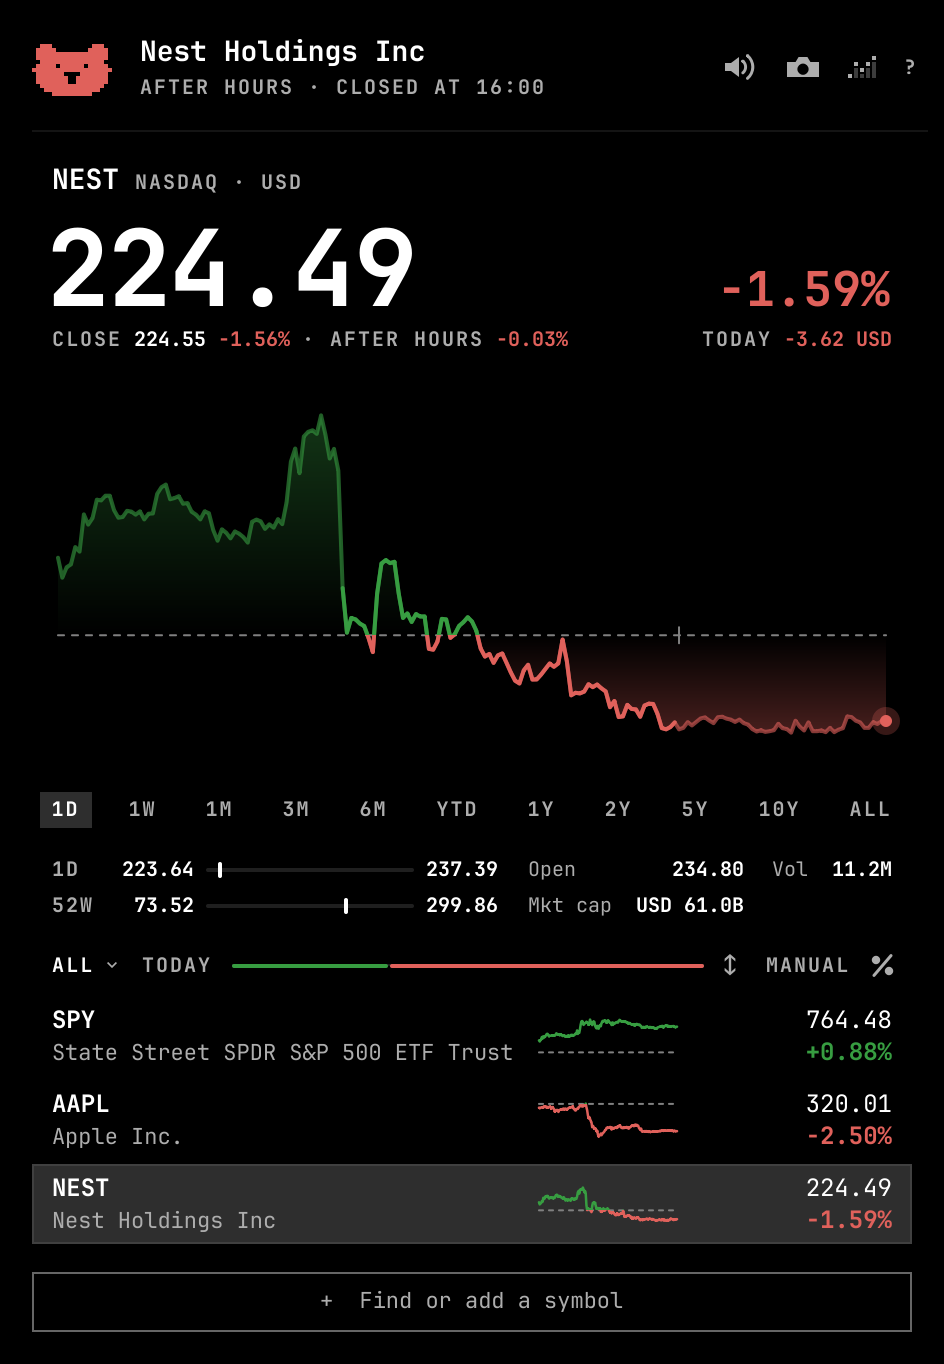 Nest Holdings Inc
AFTER HOURS · CLOSED AT 16:00
?
NEST NASDAQ · USD
224.49
-1.59%
CLOSE 224.55 -1.56% · AFTER HOURS -0.03%
TODAY -3.62 USD
1D 1W 1M 3M 6M YTD 1Y 2Y 5Y 10Y ALL
1D 223.64 237.39 Open 234.80 Vol 11.2M
52W 73.52 299.86 Mkt cap USD 61.0B
ALL TODAY MANUAL %
SPY 764.48
State Street SPDR S&P 500 ETF Trust +0.88%
AAPL 320.01
Apple Inc. -2.50%
NEST 224.49
Nest Holdings Inc -1.59%
+ Find or add a symbol